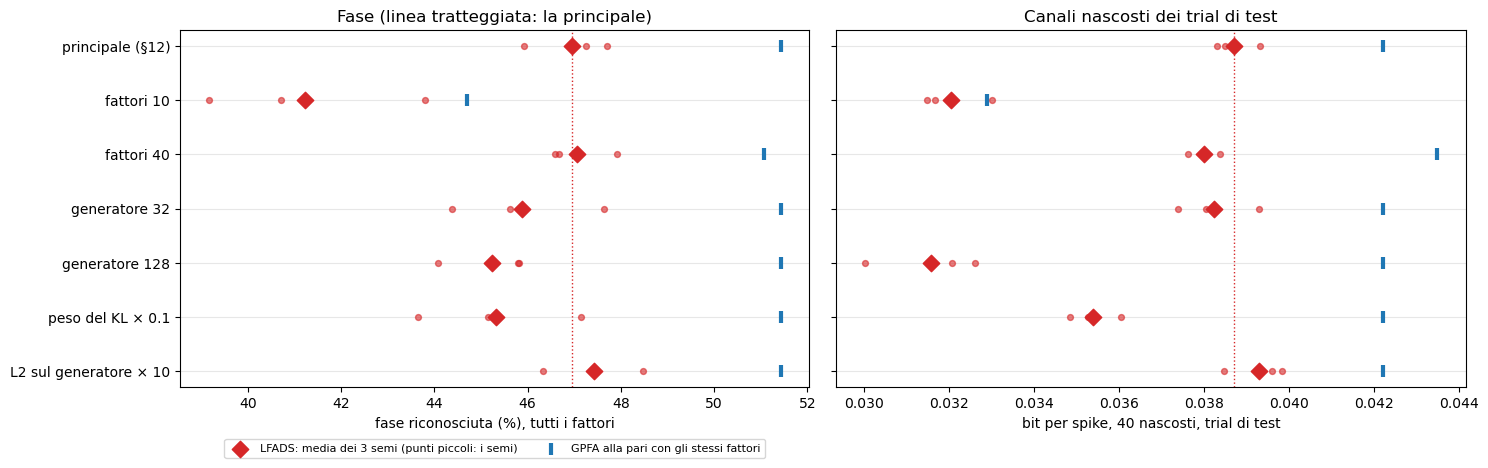 Fase (linea tratteggiata: la principale)
Canali nascosti dei trial di test
principale (§12)
fattori 10
fattori 40
generatore 32
generatore 128
peso del KL × 0.1
L2 sul generatore × 10
40 42 44 46 48 50 52
0.030 0.032 0.034 0.036 0.038 0.040 0.042 0.044
fase riconosciuta (%), tutti i fattori
bit per spike, 40 nascosti, trial di test
LFADS: media dei 3 semi (punti piccoli: i semi)
GPFA alla pari con gli stessi fattori